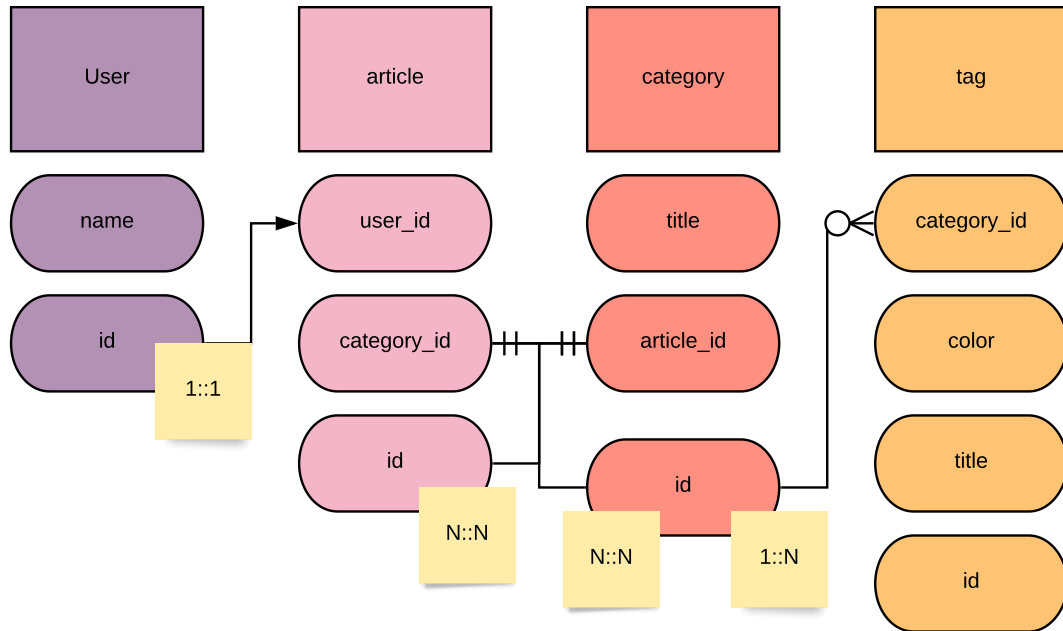 User
article
category
tag
name
user_id
title
category_id
id
category_id
article_id
color
1::1
id
id
title
N::N
N::N
1::N
id